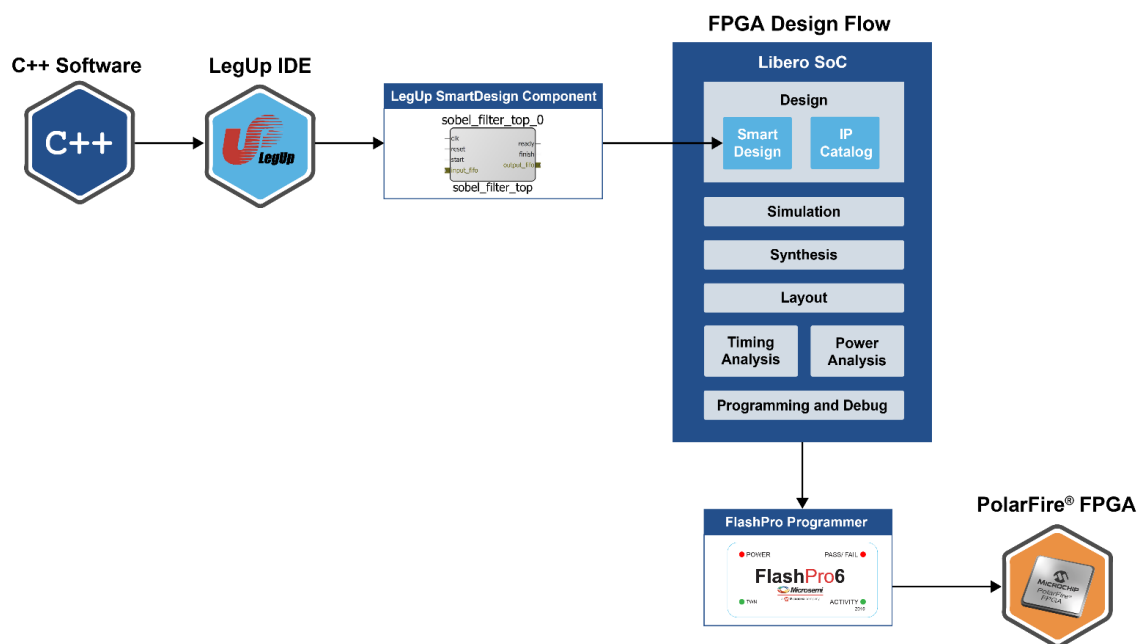 FPGA Design Flow
C++ Software
LegUp IDE
C++
LegUp
LegUp SmartDesign Component
sobel_filter_top_0
clk
reset
start
input_fifo
ready
finish
output_fifo
sobel_filter_top
Libero SoC
Design
Smart
Design
IP
Catalog
Simulation
Synthesis
Layout
Timing
Analysis
Power
Analysis
Programming and Debug
FlashPro Programmer
POWER
PASS/ FAIL
FlashPro6
Microsemi
ACTIVITY
2010
PolarFire® FPGA
MICROCHIP
PolarFire®
FPGA